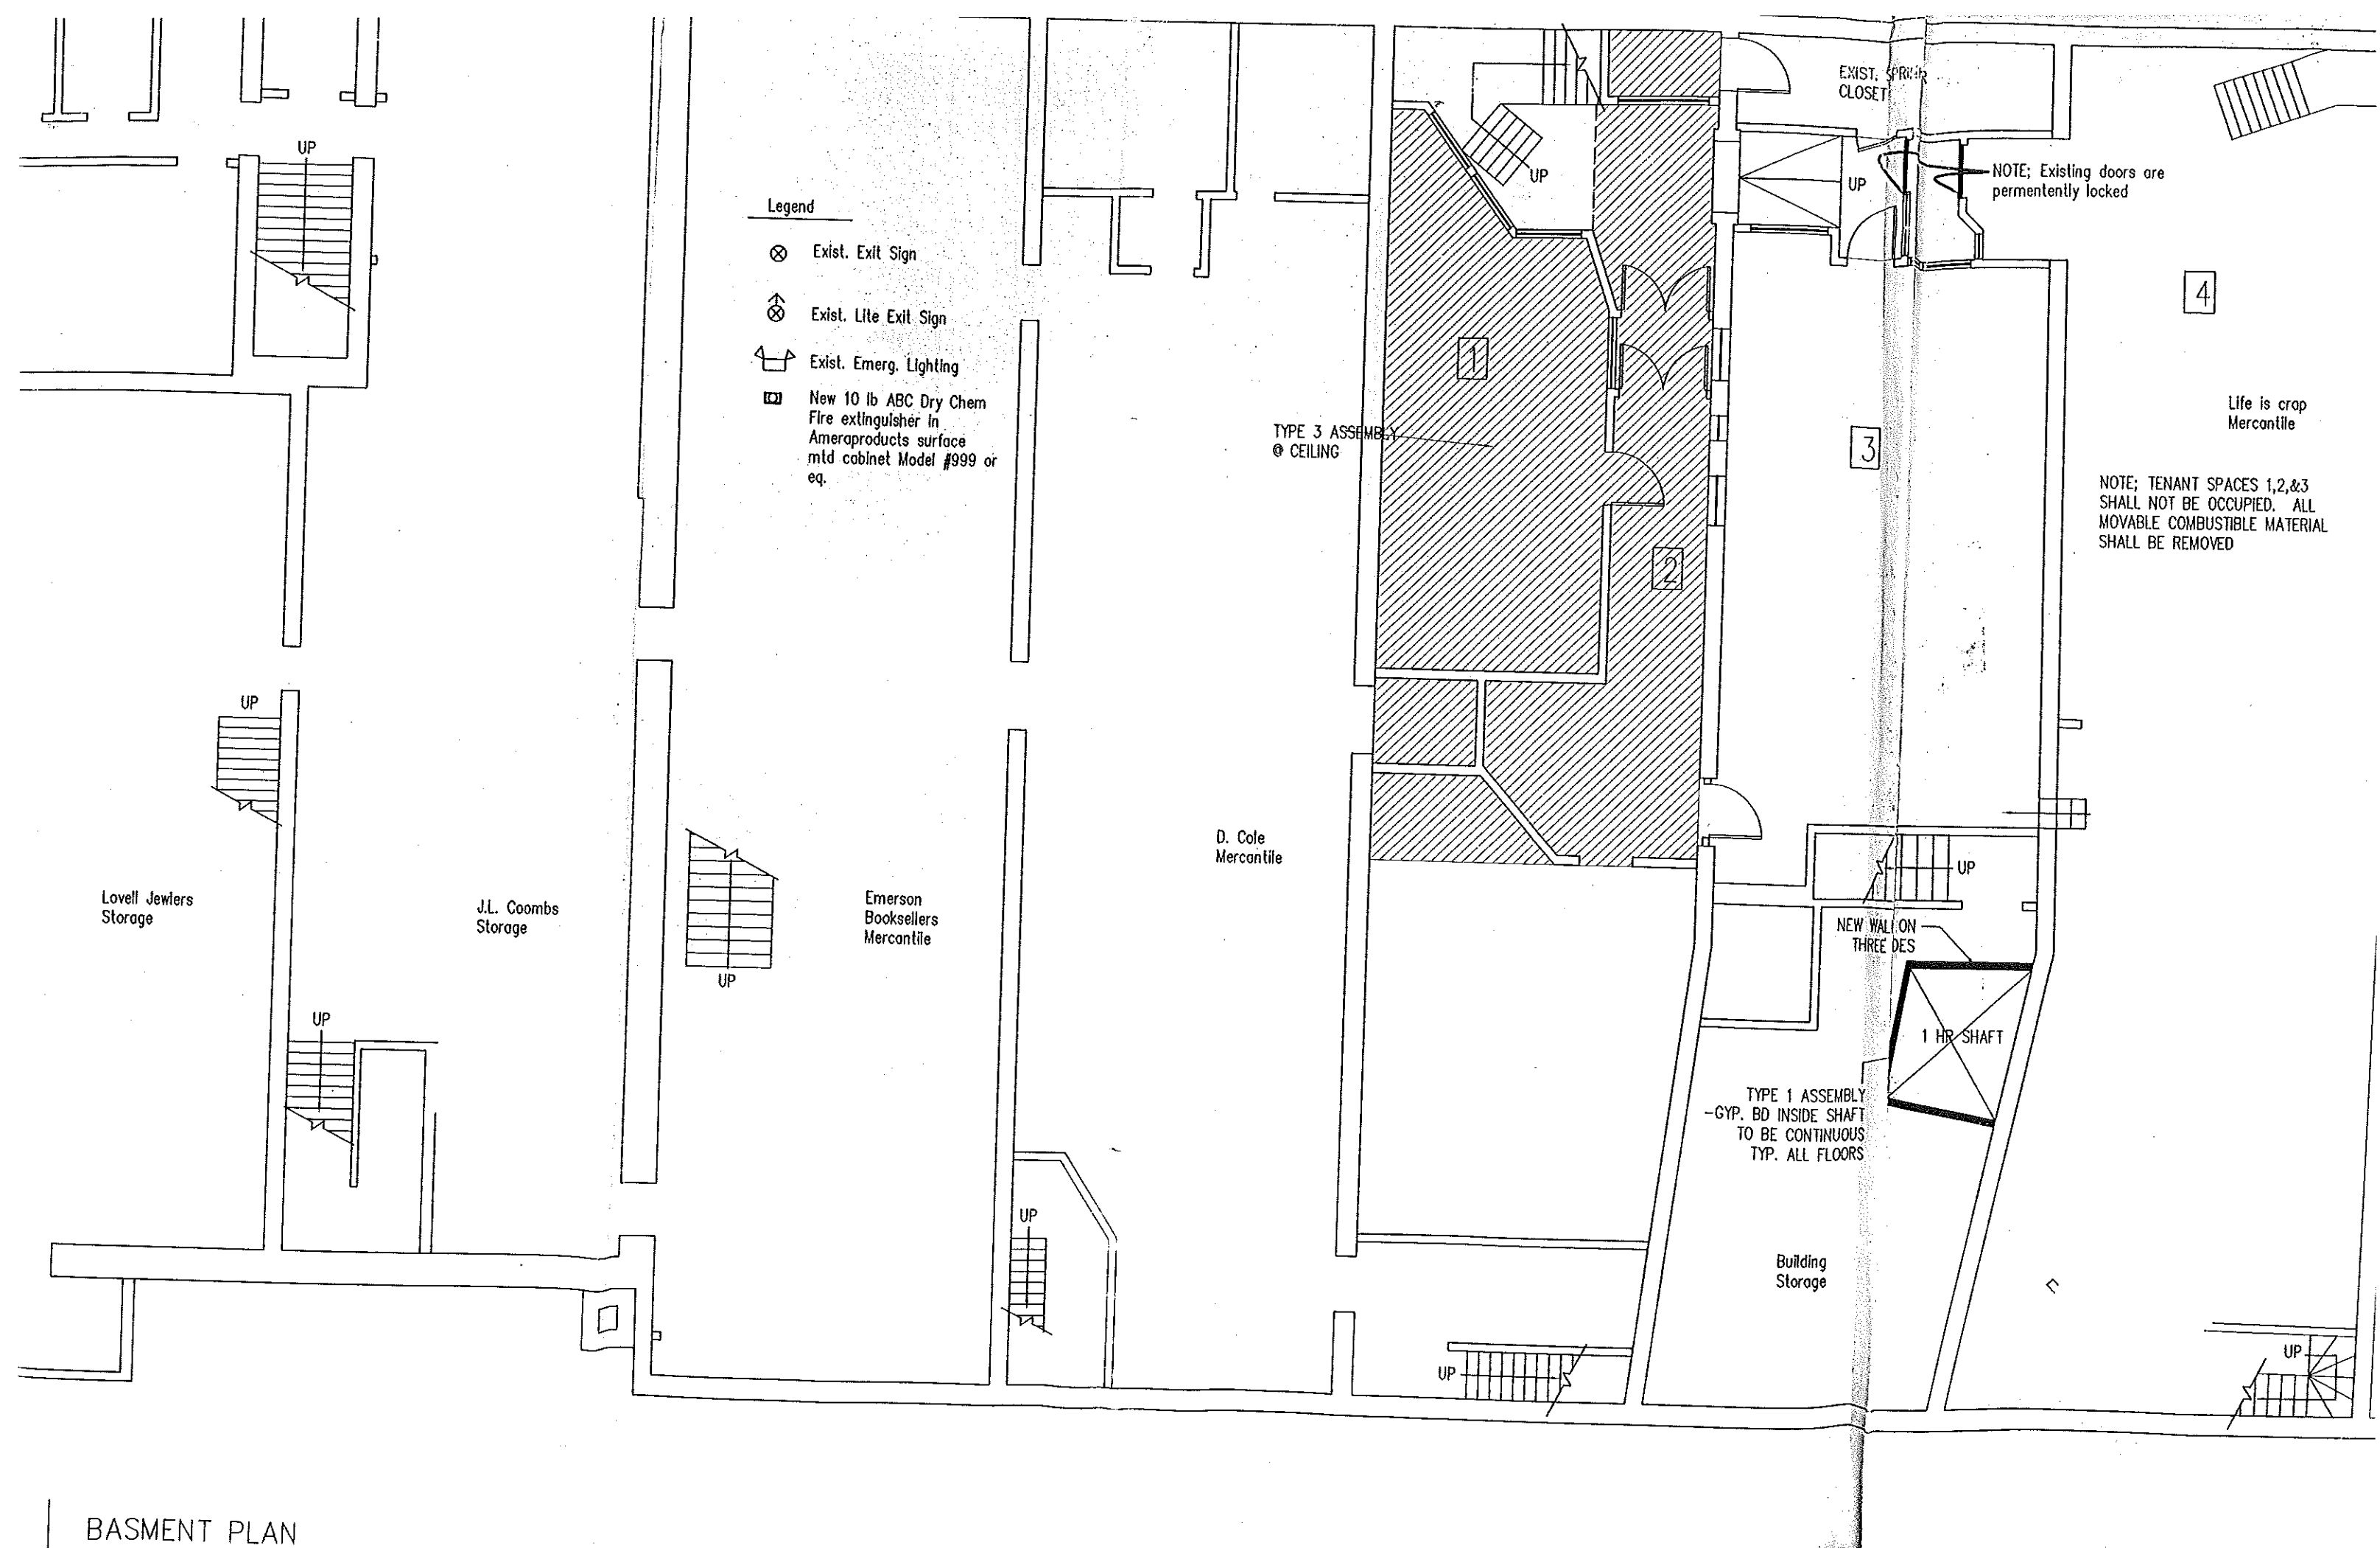 EXIST. SPRINK
CLOSET
UP
UP
UP
NOTE; Existing doors are
permentently locked
Legend
Exist. Exit Sign
Exist. Lite Exit Sign
Exist. Emerg. Lighting
New 10 lb ABC Dry Chem
Fire extinguisher in
Ameraproducts surface
mtd cabinet Model #999 or
eq.
4
1
TYPE 3 ASSEMBLY
@ CEILING
3
Life is crap
Mercantile
NOTE; TENANT SPACES 1,2,&3
SHALL NOT BE OCCUPIED. ALL
MOVABLE COMBUSTIBLE MATERIAL
SHALL BE REMOVED
2
UP
D. Cole
Mercantile
UP
Lovell Jewlers
Storage
J.L. Coombs
Storage
Emerson
Booksellers
Mercantile
UP
NEW WALL ON
THREE
UP
1 HR SHAFT
TYPE 1 ASSEMBLY
-GYP. BD INSIDE SHAFT
TO BE CONTINUOUS
TYP. ALL FLOORS
UP
Building
Storage
UP
UP
BASMENT PLAN